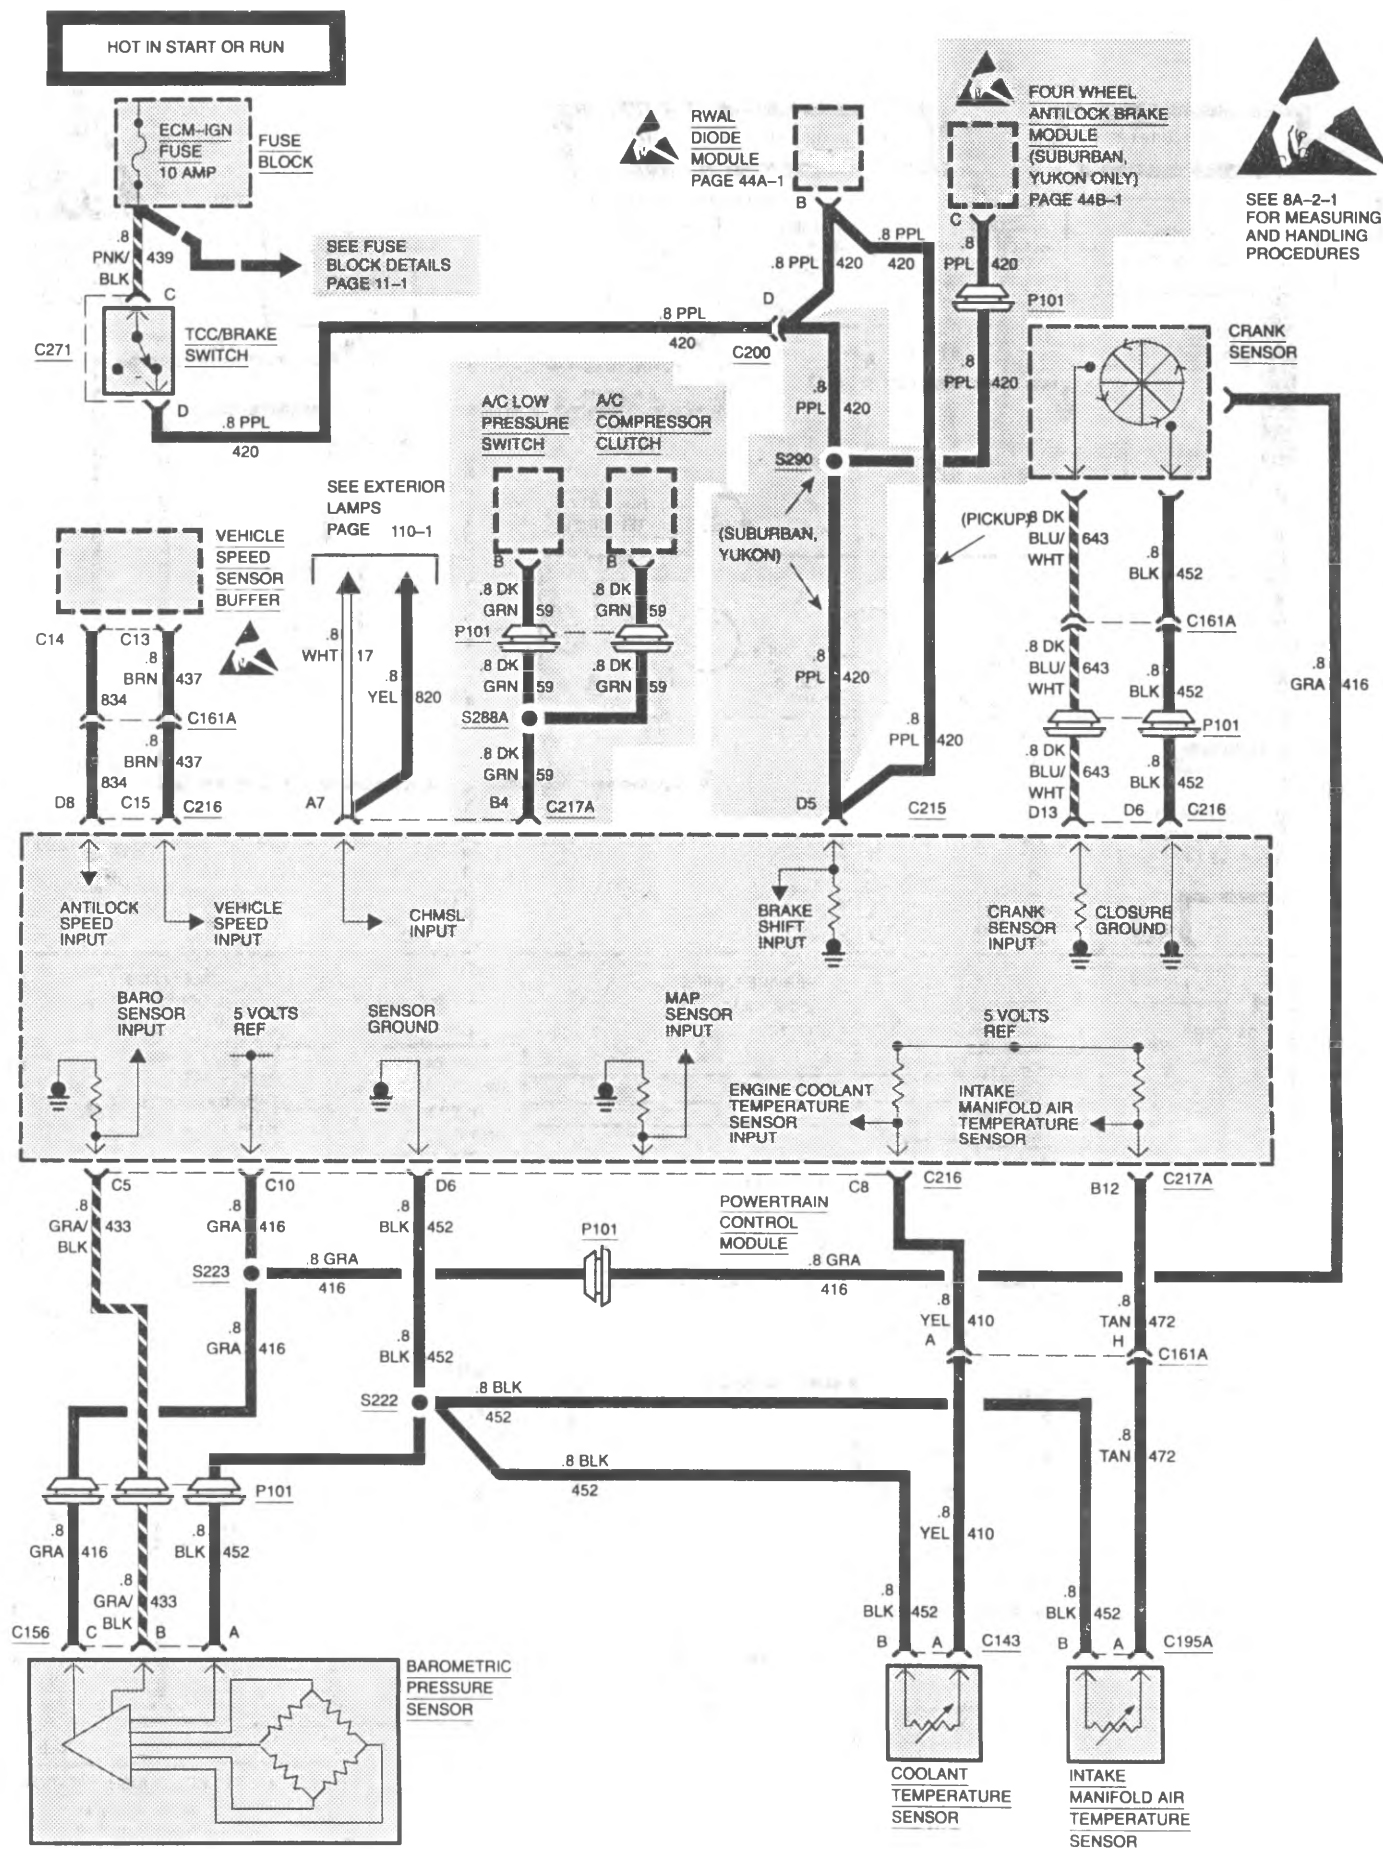 HOT IN START OR RUN
ECM-IGN
FUSE
10 AMP
FUSE
BLOCK
.8
PNK/
BLK
439
C
SEE FUSE
BLOCK DETAILS
PAGE 11-1
C271
TCC/BRAKE
SWITCH
D
.8 PPL
420
RWAL
DIODE
MODULE
PAGE 44A-1
B
.8 PPL
420
.8 PPL
420
D
.8 PPL
420
C200
FOUR WHEEL
ANTILOCK BRAKE
MODULE
(SUBURBAN,
YUKON ONLY)
PAGE 44B-1
C
.8
PPL
420
P101
.8
PPL
420
SEE 8A-2-1
FOR MEASURING
AND HANDLING
PROCEDURES
CRANK
SENSOR
A/C LOW
PRESSURE
SWITCH
A/C
COMPRESSOR
CLUTCH
.8
PPL
420
S290
(SUBURBAN,
YUKON)
(PICKUP)
SEE EXTERIOR
LAMPS
PAGE 110-1
VEHICLE
SPEED
SENSOR
BUFFER
C14
C13
.8
BRN
437
834
C161A
.8
BRN
437
834
D8
C15
C216
.8
WHT
17
.8
YEL
820
A7
B
.8 DK
GRN
59
B
.8 DK
GRN
59
P101
.8 DK
GRN
59
.8 DK
GRN
59
S288A
.8 DK
GRN
59
B4
C217A
.8
PPL
420
.8
PPL
420
D5
C215
.8 DK
BLU/
WHT
643
.8
BLK
452
C161A
.8 DK
BLU/
WHT
643
.8
BLK
452
P101
.8 DK
BLU/
WHT
643
.8
BLK
452
D13
D6
C216
.8
GRA
416
ANTILOCK
SPEED
INPUT
VEHICLE
SPEED
INPUT
CHMSL
INPUT
BRAKE
SHIFT
INPUT
CRANK
SENSOR
INPUT
CLOSURE
GROUND
BARO
SENSOR
INPUT
5 VOLTS
REF
SENSOR
GROUND
MAP
SENSOR
INPUT
5 VOLTS
REF
ENGINE COOLANT
TEMPERATURE
SENSOR
INPUT
INTAKE
MANIFOLD AIR
TEMPERATURE
SENSOR
C5
C10
D6
C8
C216
B12
C217A
POWERTRAIN
CONTROL
MODULE
.8
GRA/
BLK
433
.8
GRA
416
.8
BLK
452
P101
S223
.8 GRA
416
.8 GRA
416
.8
GRA
416
.8
BLK
452
.8
YEL
410
A
.8
TAN
472
H
C161A
S222
.8 BLK
452
.8 BLK
452
P101
.8
TAN
472
.8
YEL
410
.8
GRA
416
.8
BLK
452
.8
GRA/
BLK
433
.8
BLK
452
.8
BLK
452
C156
C
B
A
B
A
C143
B
A
C195A
BAROMETRIC
PRESSURE
SENSOR
COOLANT
TEMPERATURE
SENSOR
INTAKE
MANIFOLD AIR
TEMPERATURE
SENSOR